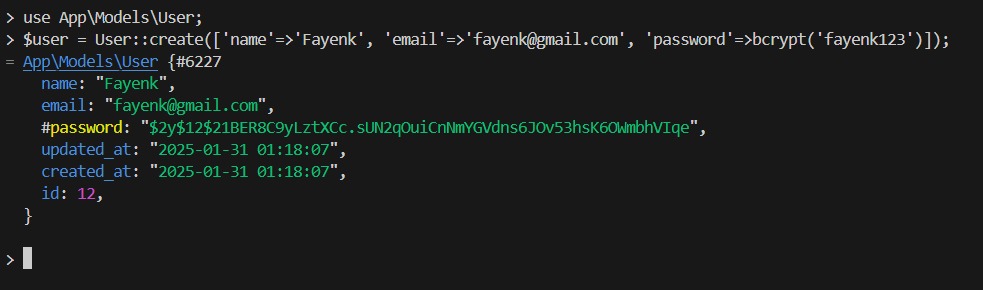 > use App\Models\User;
> $user = User::create(['name'=>'Fayenk', 'email'=>'fayenk@gmail.com', 'password'=>bcrypt('fayenk123')]);
= App\Models\User {#6227
    name: "Fayenk",
    email: "fayenk@gmail.com",
    #password: "$2y$12$21BER8C9yLztXCc.sUN2qOuiCnNmYGVdns6JOv53hsK6OWmbhVIqe",
    updated_at: "2025-01-31 01:18:07",
    created_at: "2025-01-31 01:18:07",
    id: 12,
  }
>